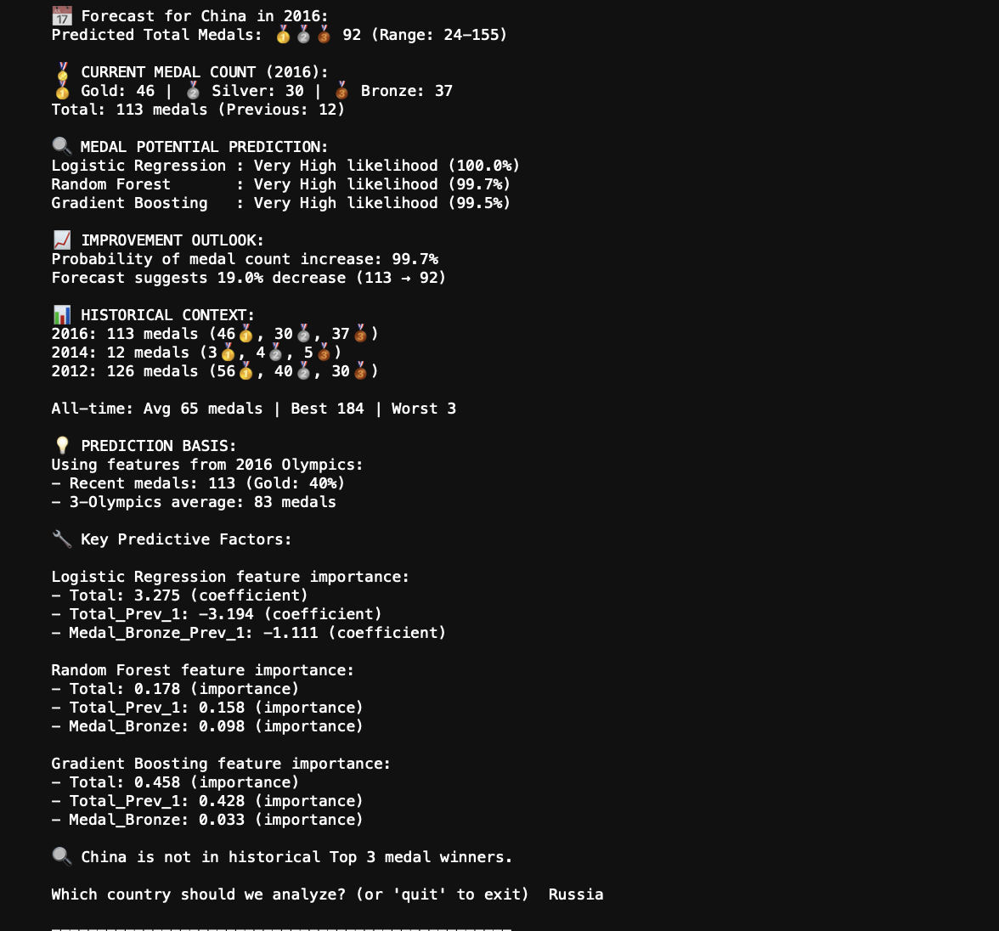 📅 Forecast for China in 2016:
Predicted Total Medals: 🥇🥈🥉 92 (Range: 24–155)
🏅 CURRENT MEDAL COUNT (2016):
🥇 Gold: 46 | 🥈 Silver: 30 | 🥉 Bronze: 37
Total: 113 medals (Previous: 12)
🔍 MEDAL POTENTIAL PREDICTION:
Logistic Regression : Very High likelihood (100.0%)
Random Forest       : Very High likelihood (99.7%)
Gradient Boosting   : Very High likelihood (99.5%)
📈 IMPROVEMENT OUTLOOK:
Probability of medal count increase: 99.7%
Forecast suggests 19.0% decrease (113 → 92)
📊 HISTORICAL CONTEXT:
2016: 113 medals (46🥇, 30🥈, 37🥉)
2014: 12 medals (3🥇, 4🥈, 5🥉)
2012: 126 medals (56🥇, 40🥈, 30🥉)
All-time: Avg 65 medals | Best 184 | Worst 3
💡 PREDICTION BASIS:
Using features from 2016 Olympics:
- Recent medals: 113 (Gold: 40%)
- 3-Olympics average: 83 medals
🔧 Key Predictive Factors:
Logistic Regression feature importance:
- Total: 3.275 (coefficient)
- Total_Prev_1: -3.194 (coefficient)
- Medal_Bronze_Prev_1: -1.111 (coefficient)
Random Forest feature importance:
- Total: 0.178 (importance)
- Total_Prev_1: 0.158 (importance)
- Medal_Bronze: 0.098 (importance)
Gradient Boosting feature importance:
- Total: 0.458 (importance)
- Total_Prev_1: 0.428 (importance)
- Medal_Bronze: 0.033 (importance)
🔍 China is not in historical Top 3 medal winners.
Which country should we analyze? (or 'quit' to exit)  Russia